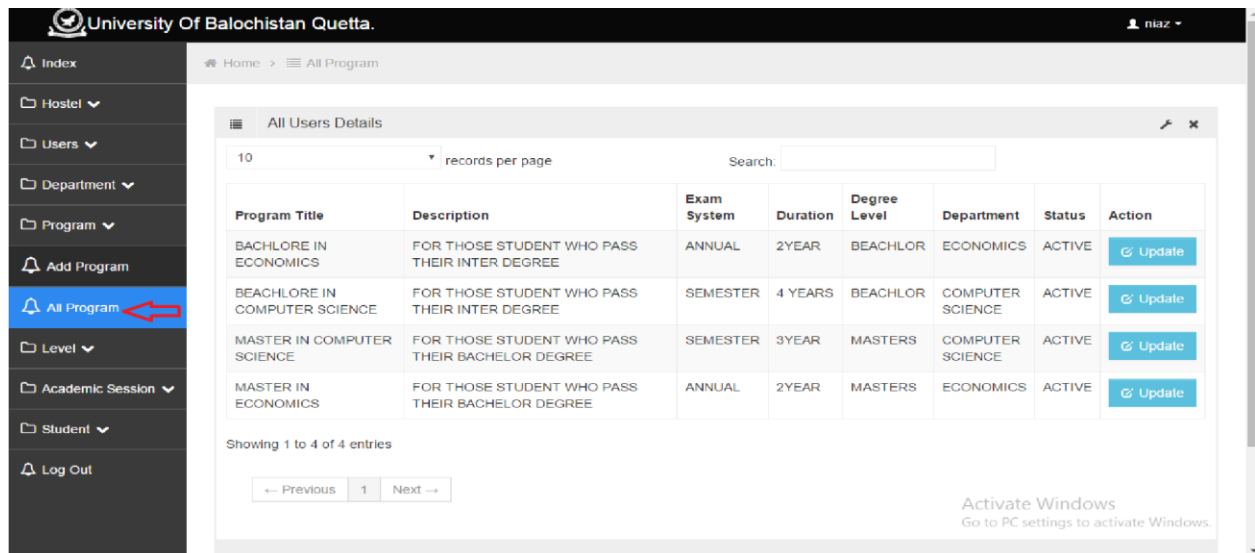 University Of Balochistan Quetta.
niaz
Index
Hostel
Users
Department
Program
Add Program
All Program
Level
Academic Session
Student
Log Out
Home > All Program
All Users Details
10 records per page Search:
Program Title Description Exam System Duration Degree Level Department Status Action
BACHLORE IN ECONOMICS FOR THOSE STUDENT WHO PASS THEIR INTER DEGREE ANNUAL 2YEAR BEACHLOR ECONOMICS ACTIVE Update
BEACHLORE IN COMPUTER SCIENCE FOR THOSE STUDENT WHO PASS THEIR INTER DEGREE SEMESTER 4 YEARS BEACHLOR COMPUTER SCIENCE ACTIVE Update
MASTER IN COMPUTER SCIENCE FOR THOSE STUDENT WHO PASS THEIR BACHELOR DEGREE SEMESTER 3YEAR MASTERS COMPUTER SCIENCE ACTIVE Update
MASTER IN ECONOMICS FOR THOSE STUDENT WHO PASS THEIR BACHELOR DEGREE ANNUAL 2YEAR MASTERS ECONOMICS ACTIVE Update
Showing 1 to 4 of 4 entries
← Previous 1 Next →
Activate Windows
Go to PC settings to activate Windows.